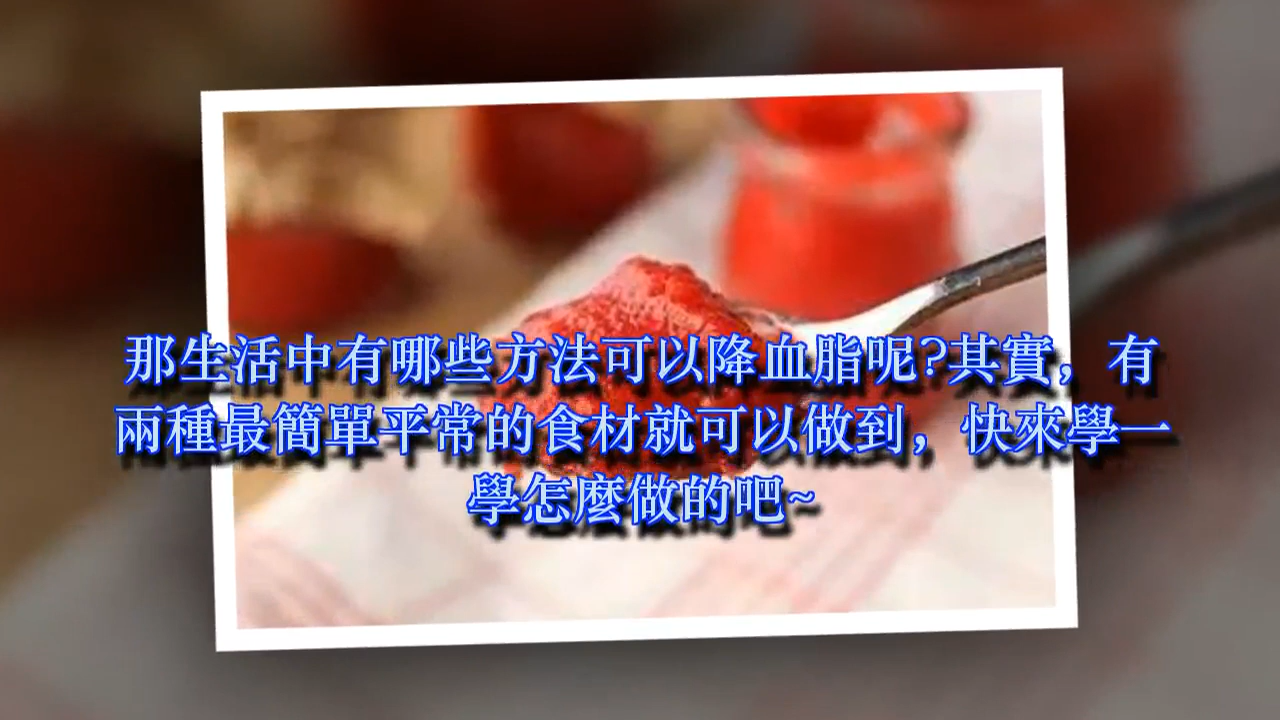 那生活中有哪些方法可以降血脂呢?其實，有
兩種最簡單平常的食材就可以做到，快來學一
學怎麼做的吧~